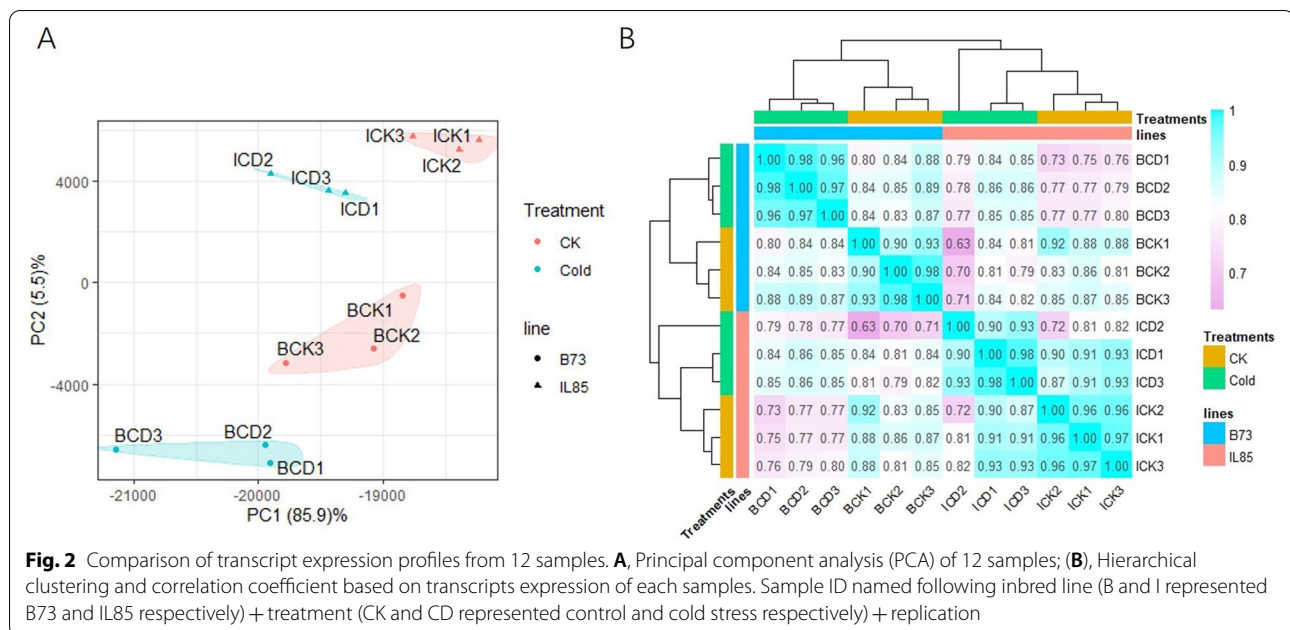 A
ICK3
ICK1
ICK2
ICD2
ICD3
ICD1
BCK1
BCK2
BCK3
BCD3
BCD2
BCD1
4000
0
-4000
PC2 (5.5)%
-21000
-20000
-19000
PC1 (85.9)%
Treatment
CK
Cold
line
B73
IL85
B
Treatments
lines
1.00 0.98 0.96 0.80 0.84 0.88 0.79 0.84 0.85 0.73 0.75 0.76 BCD1
0.98 1.00 0.97 0.84 0.85 0.89 0.78 0.86 0.86 0.77 0.77 0.79 BCD2
0.96 0.97 1.00 0.84 0.83 0.87 0.77 0.85 0.85 0.77 0.77 0.80 BCD3
0.80 0.84 0.84 1.00 0.90 0.93 0.63 0.84 0.81 0.92 0.88 0.88 BCK1
0.84 0.85 0.83 0.90 1.00 0.98 0.70 0.81 0.79 0.83 0.86 0.81 BCK2
0.88 0.89 0.87 0.93 0.98 1.00 0.71 0.84 0.82 0.85 0.87 0.85 BCK3
0.79 0.78 0.77 0.63 0.70 0.71 1.00 0.90 0.93 0.72 0.81 0.82 ICD2
0.84 0.86 0.85 0.84 0.81 0.84 0.90 1.00 0.98 0.90 0.91 0.93 ICD1
0.85 0.86 0.85 0.81 0.79 0.82 0.93 0.98 1.00 0.87 0.91 0.93 ICD3
0.73 0.77 0.77 0.92 0.83 0.85 0.72 0.90 0.87 1.00 0.96 0.96 ICK2
0.75 0.77 0.77 0.88 0.86 0.87 0.81 0.91 0.91 0.96 1.00 0.97 ICK1
0.76 0.79 0.80 0.88 0.81 0.85 0.82 0.93 0.93 0.96 0.97 1.00 ICK3
Treatments
lines
BCD1
BCD2
BCD3
BCK1
BCK2
BCK3
ICD2
ICD1
ICD3
ICK2
ICK1
ICK3
1
0.9
0.8
0.7
Treatments
CK
Cold
lines
B73
IL85
Fig. 2 Comparison of transcript expression profiles from 12 samples. A, Principal component analysis (PCA) of 12 samples; (B), Hierarchical
clustering and correlation coefficient based on transcripts expression of each samples. Sample ID named following inbred line (B and I represented
B73 and IL85 respectively) + treatment (CK and CD represented control and cold stress respectively) + replication